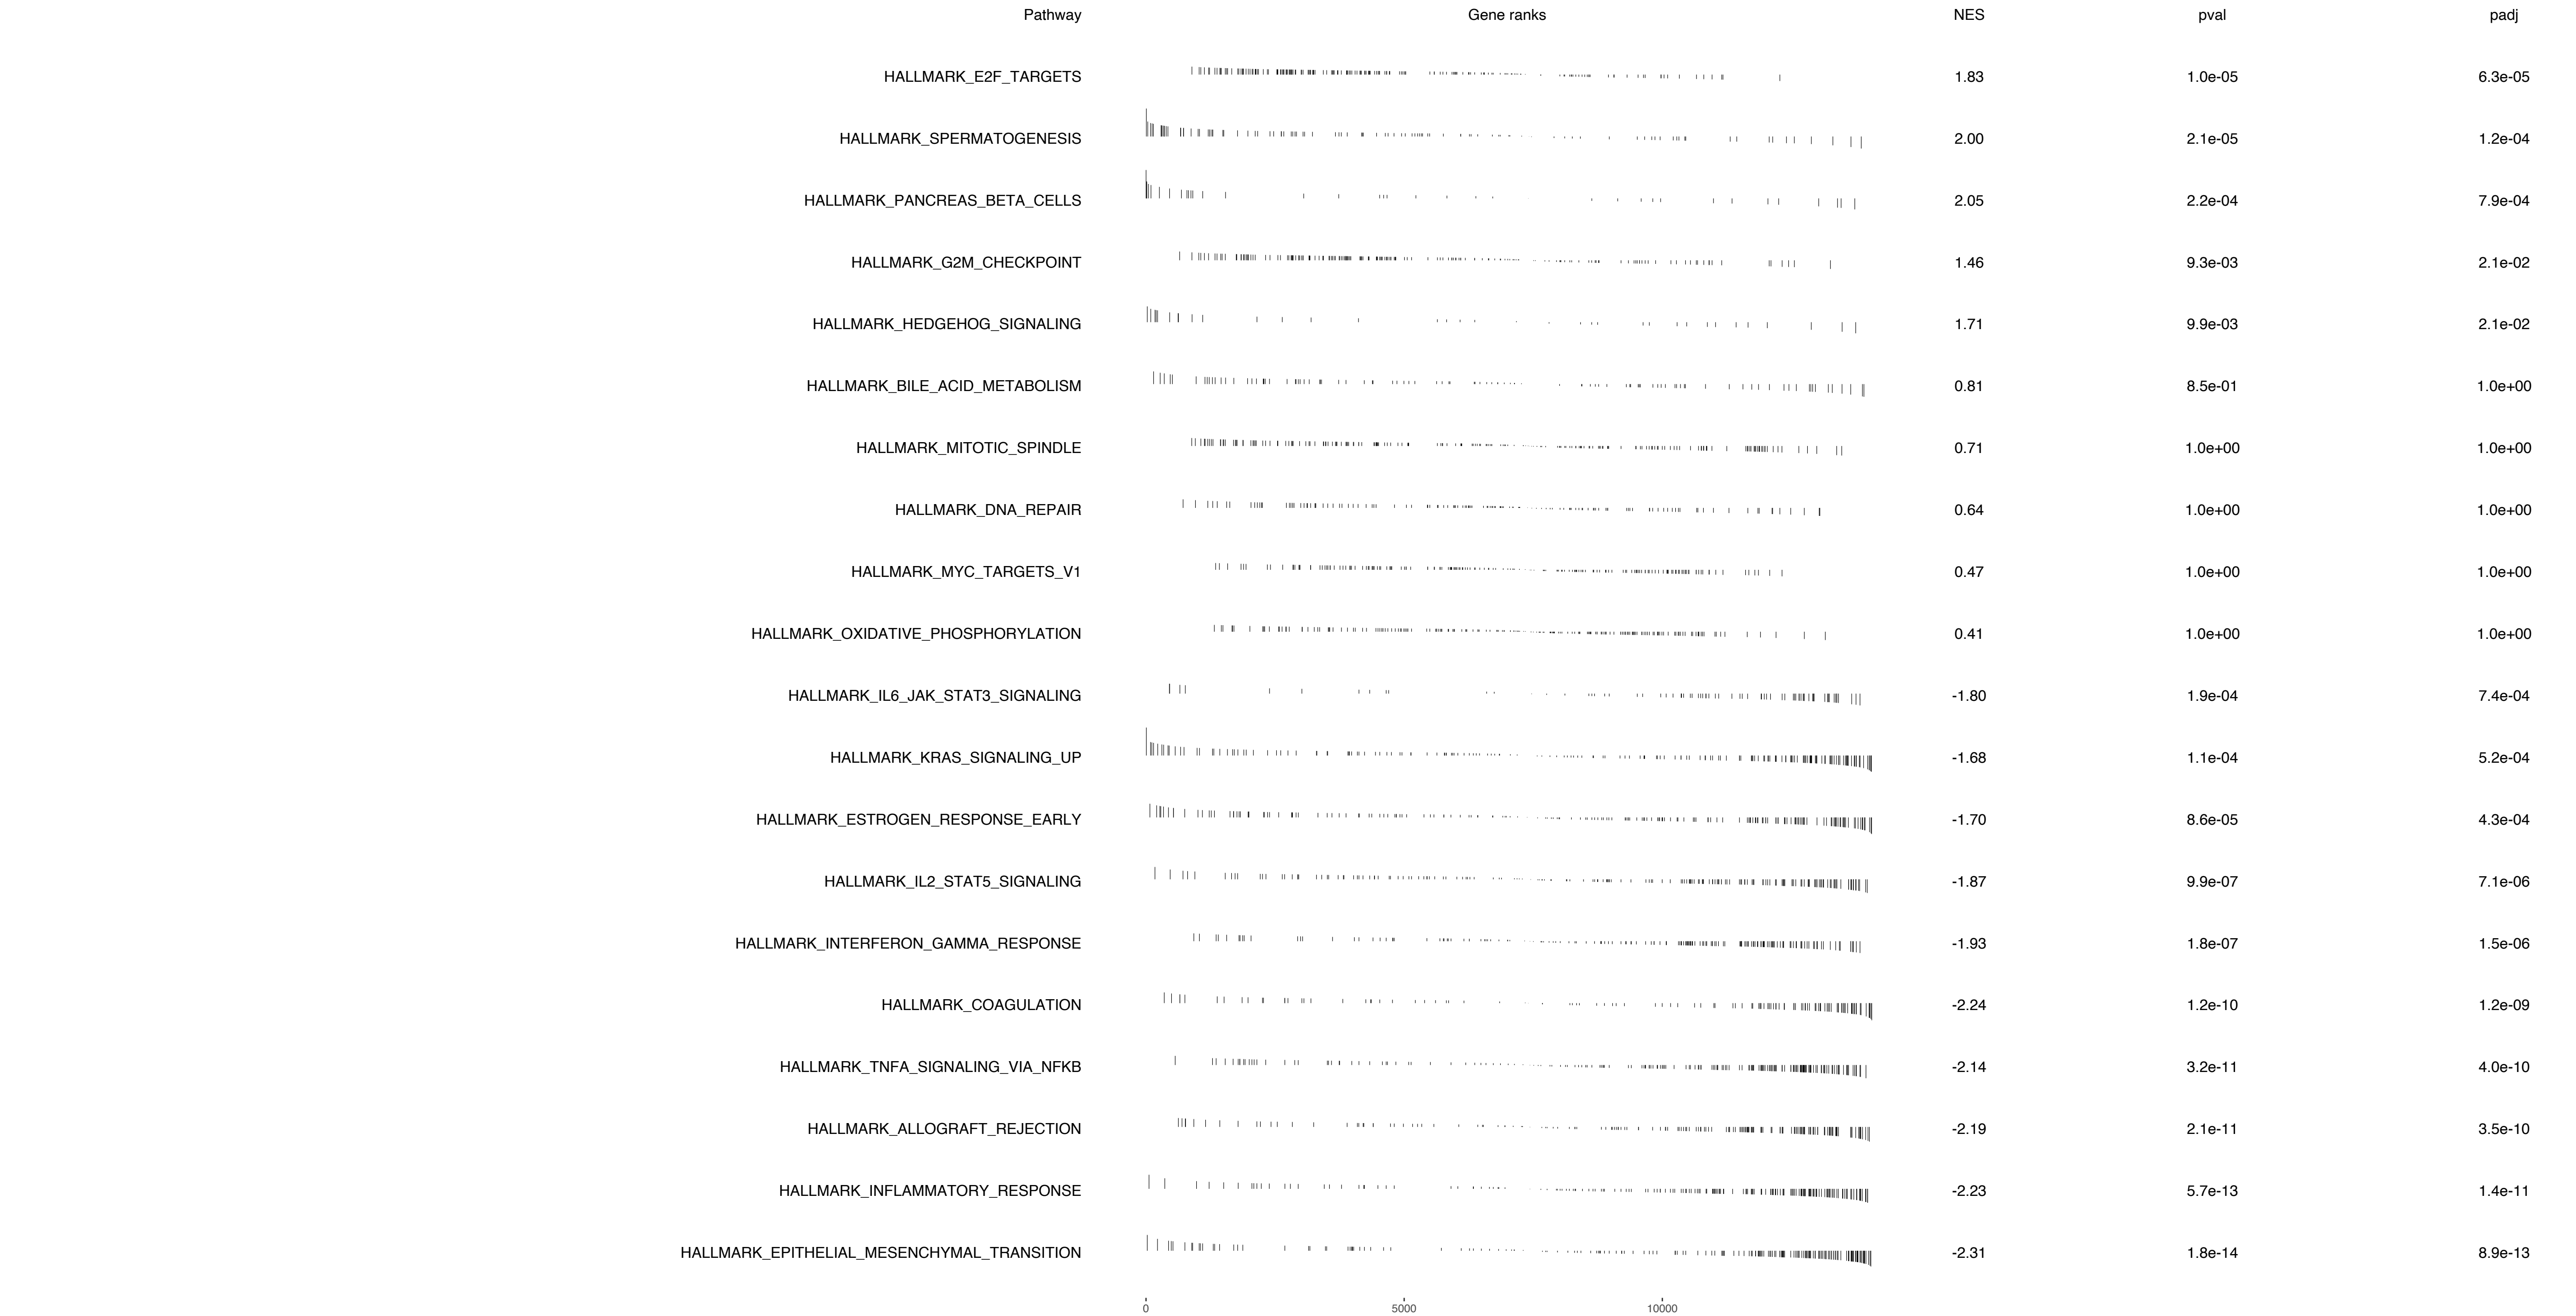 Pathway Gene ranks NES pval padj
HALLMARK_E2F_TARGETS 1.83 1.0e-05 6.3e-05
HALLMARK_SPERMATOGENESIS 2.00 2.1e-05 1.2e-04
HALLMARK_PANCREAS_BETA_CELLS 2.05 2.2e-04 7.9e-04
HALLMARK_G2M_CHECKPOINT 1.46 9.3e-03 2.1e-02
HALLMARK_HEDGEHOG_SIGNALING 1.71 9.9e-03 2.1e-02
HALLMARK_BILE_ACID_METABOLISM 0.81 8.5e-01 1.0e+00
HALLMARK_MITOTIC_SPINDLE 0.71 1.0e+00 1.0e+00
HALLMARK_DNA_REPAIR 0.64 1.0e+00 1.0e+00
HALLMARK_MYC_TARGETS_V1 0.47 1.0e+00 1.0e+00
HALLMARK_OXIDATIVE_PHOSPHORYLATION 0.41 1.0e+00 1.0e+00
HALLMARK_IL6_JAK_STAT3_SIGNALING -1.80 1.9e-04 7.4e-04
HALLMARK_KRAS_SIGNALING_UP -1.68 1.1e-04 5.2e-04
HALLMARK_ESTROGEN_RESPONSE_EARLY -1.70 8.6e-05 4.3e-04
HALLMARK_IL2_STAT5_SIGNALING -1.87 9.9e-07 7.1e-06
HALLMARK_INTERFERON_GAMMA_RESPONSE -1.93 1.8e-07 1.5e-06
HALLMARK_COAGULATION -2.24 1.2e-10 1.2e-09
HALLMARK_TNFA_SIGNALING_VIA_NFKB -2.14 3.2e-11 4.0e-10
HALLMARK_ALLOGRAFT_REJECTION -2.19 2.1e-11 3.5e-10
HALLMARK_INFLAMMATORY_RESPONSE -2.23 5.7e-13 1.4e-11
HALLMARK_EPITHELIAL_MESENCHYMAL_TRANSITION -2.31 1.8e-14 8.9e-13
0 5000 10000